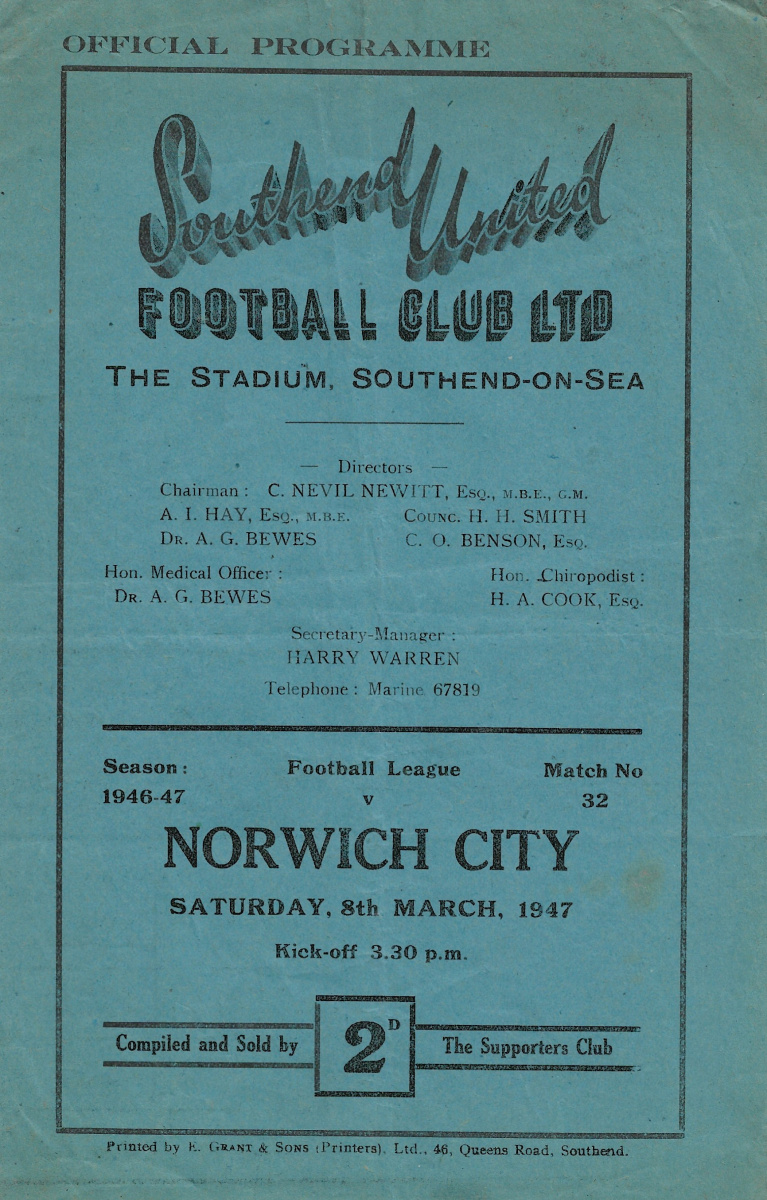 OFFICIAL PROGRAMME
Southend United
FOOTBALL CLUB LTD
THE STADIUM, SOUTHEND-ON-SEA
— Directors —
Chairman : C. NEVIL NEWITT, Esq., M.B.E., G.M.
A. I. HAY, Esq., M.B.E. Counc. H. H. SMITH
Dr. A. G. BEWES C. O. BENSON, Esq.
Hon. Medical Officer : Hon. Chiropodist :
Dr. A. G. BEWES H. A. COOK, Esq.
Secretary-Manager :
HARRY WARREN
Telephone : Marine 67819
Season : Football League Match No
1946-47 v 32
NORWICH CITY
SATURDAY, 8th MARCH, 1947
Kick-off 3.30 p.m.
Compiled and Sold by 2D The Supporters Club
Printed by E. Grant & Sons (Printers), Ltd., 46, Queens Road, Southend.